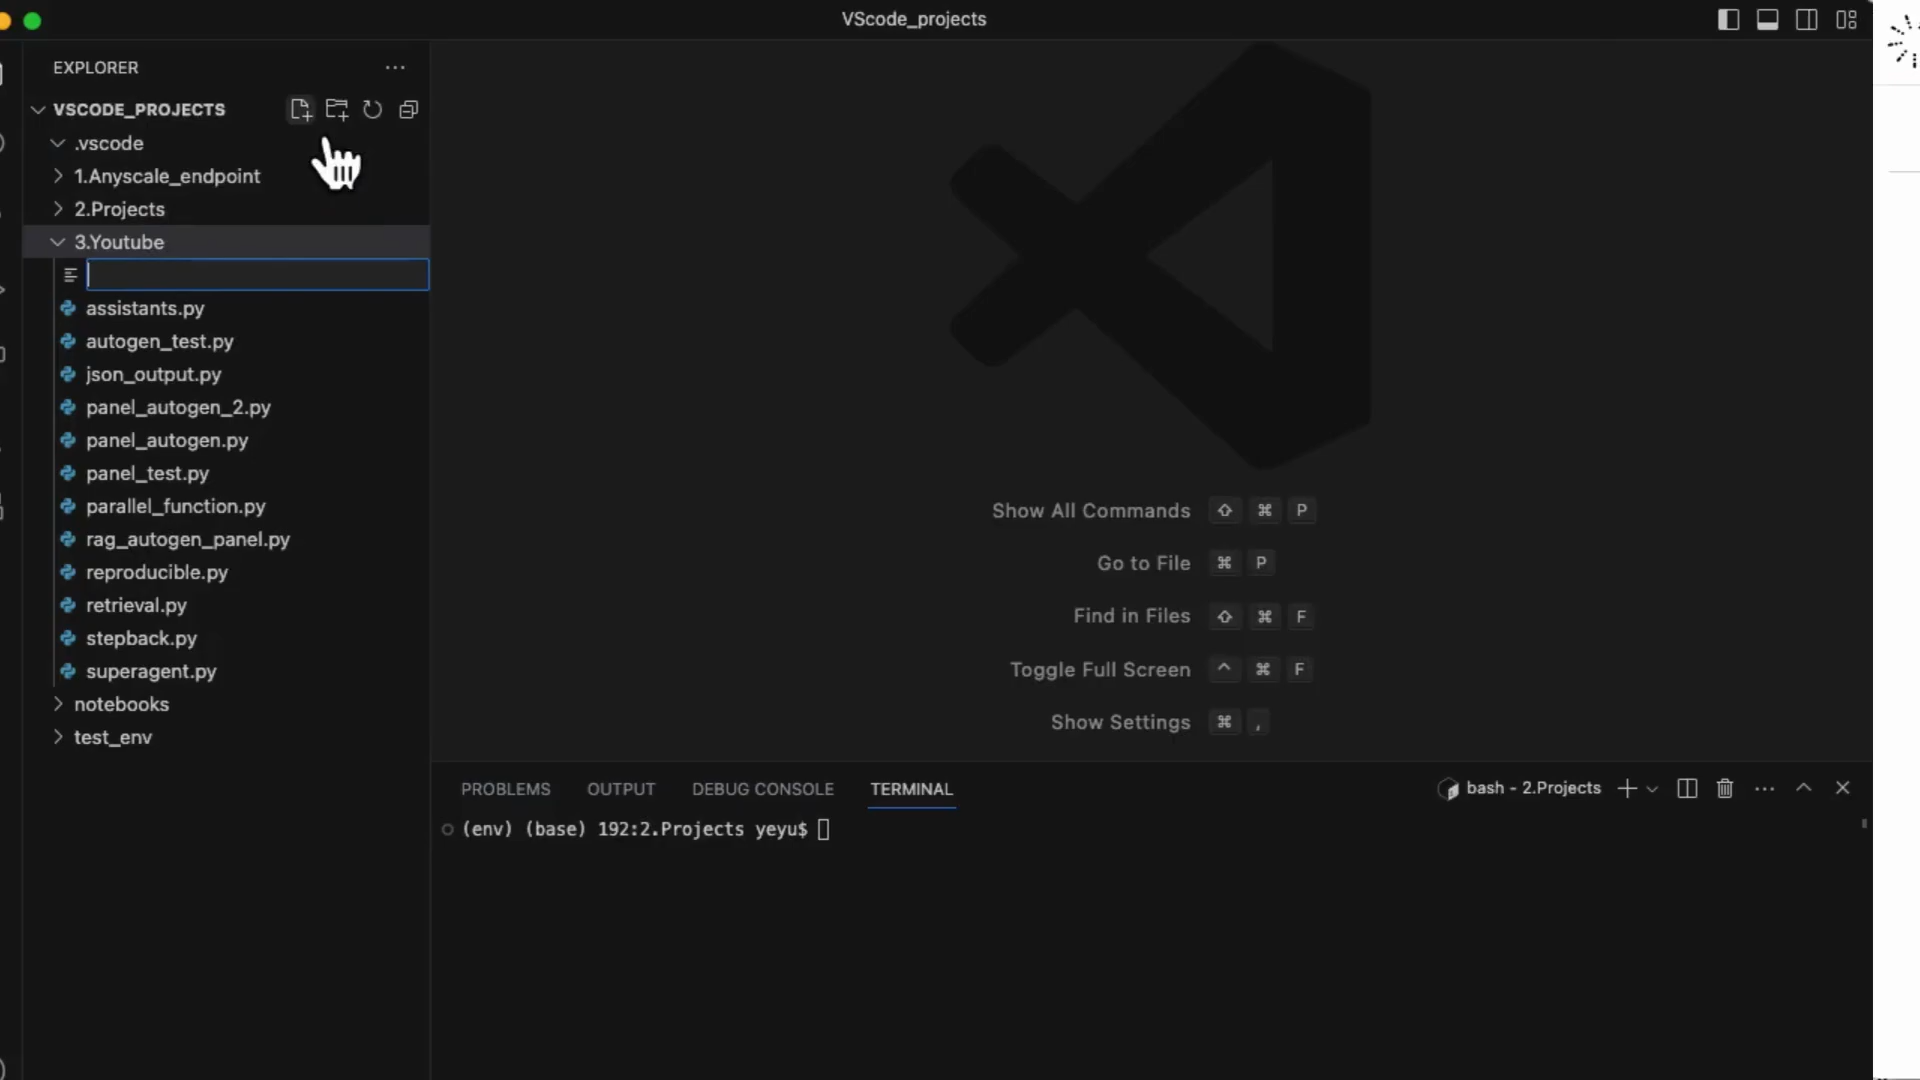 VScode_projects
EXPLORER
VSCODE_PROJECTS
.vscode
1.Anyscale_endpoint
2.Projects
3.Youtube
assistants.py
autogen_test.py
json_output.py
panel_autogen_2.py
panel_autogen.py
panel_test.py
parallel_function.py
rag_autogen_panel.py
reproducible.py
retrieval.py
stepback.py
superagent.py
notebooks
test_env
Show All Commands ⇧ ⌘ P
Go to File ⌘ P
Find in Files ⇧ ⌘ F
Toggle Full Screen ^ ⌘ F
Show Settings ⌘ ,
PROBLEMS OUTPUT DEBUG CONSOLE TERMINAL bash - 2.Projects
(env) (base) 192:2.Projects yeyu$